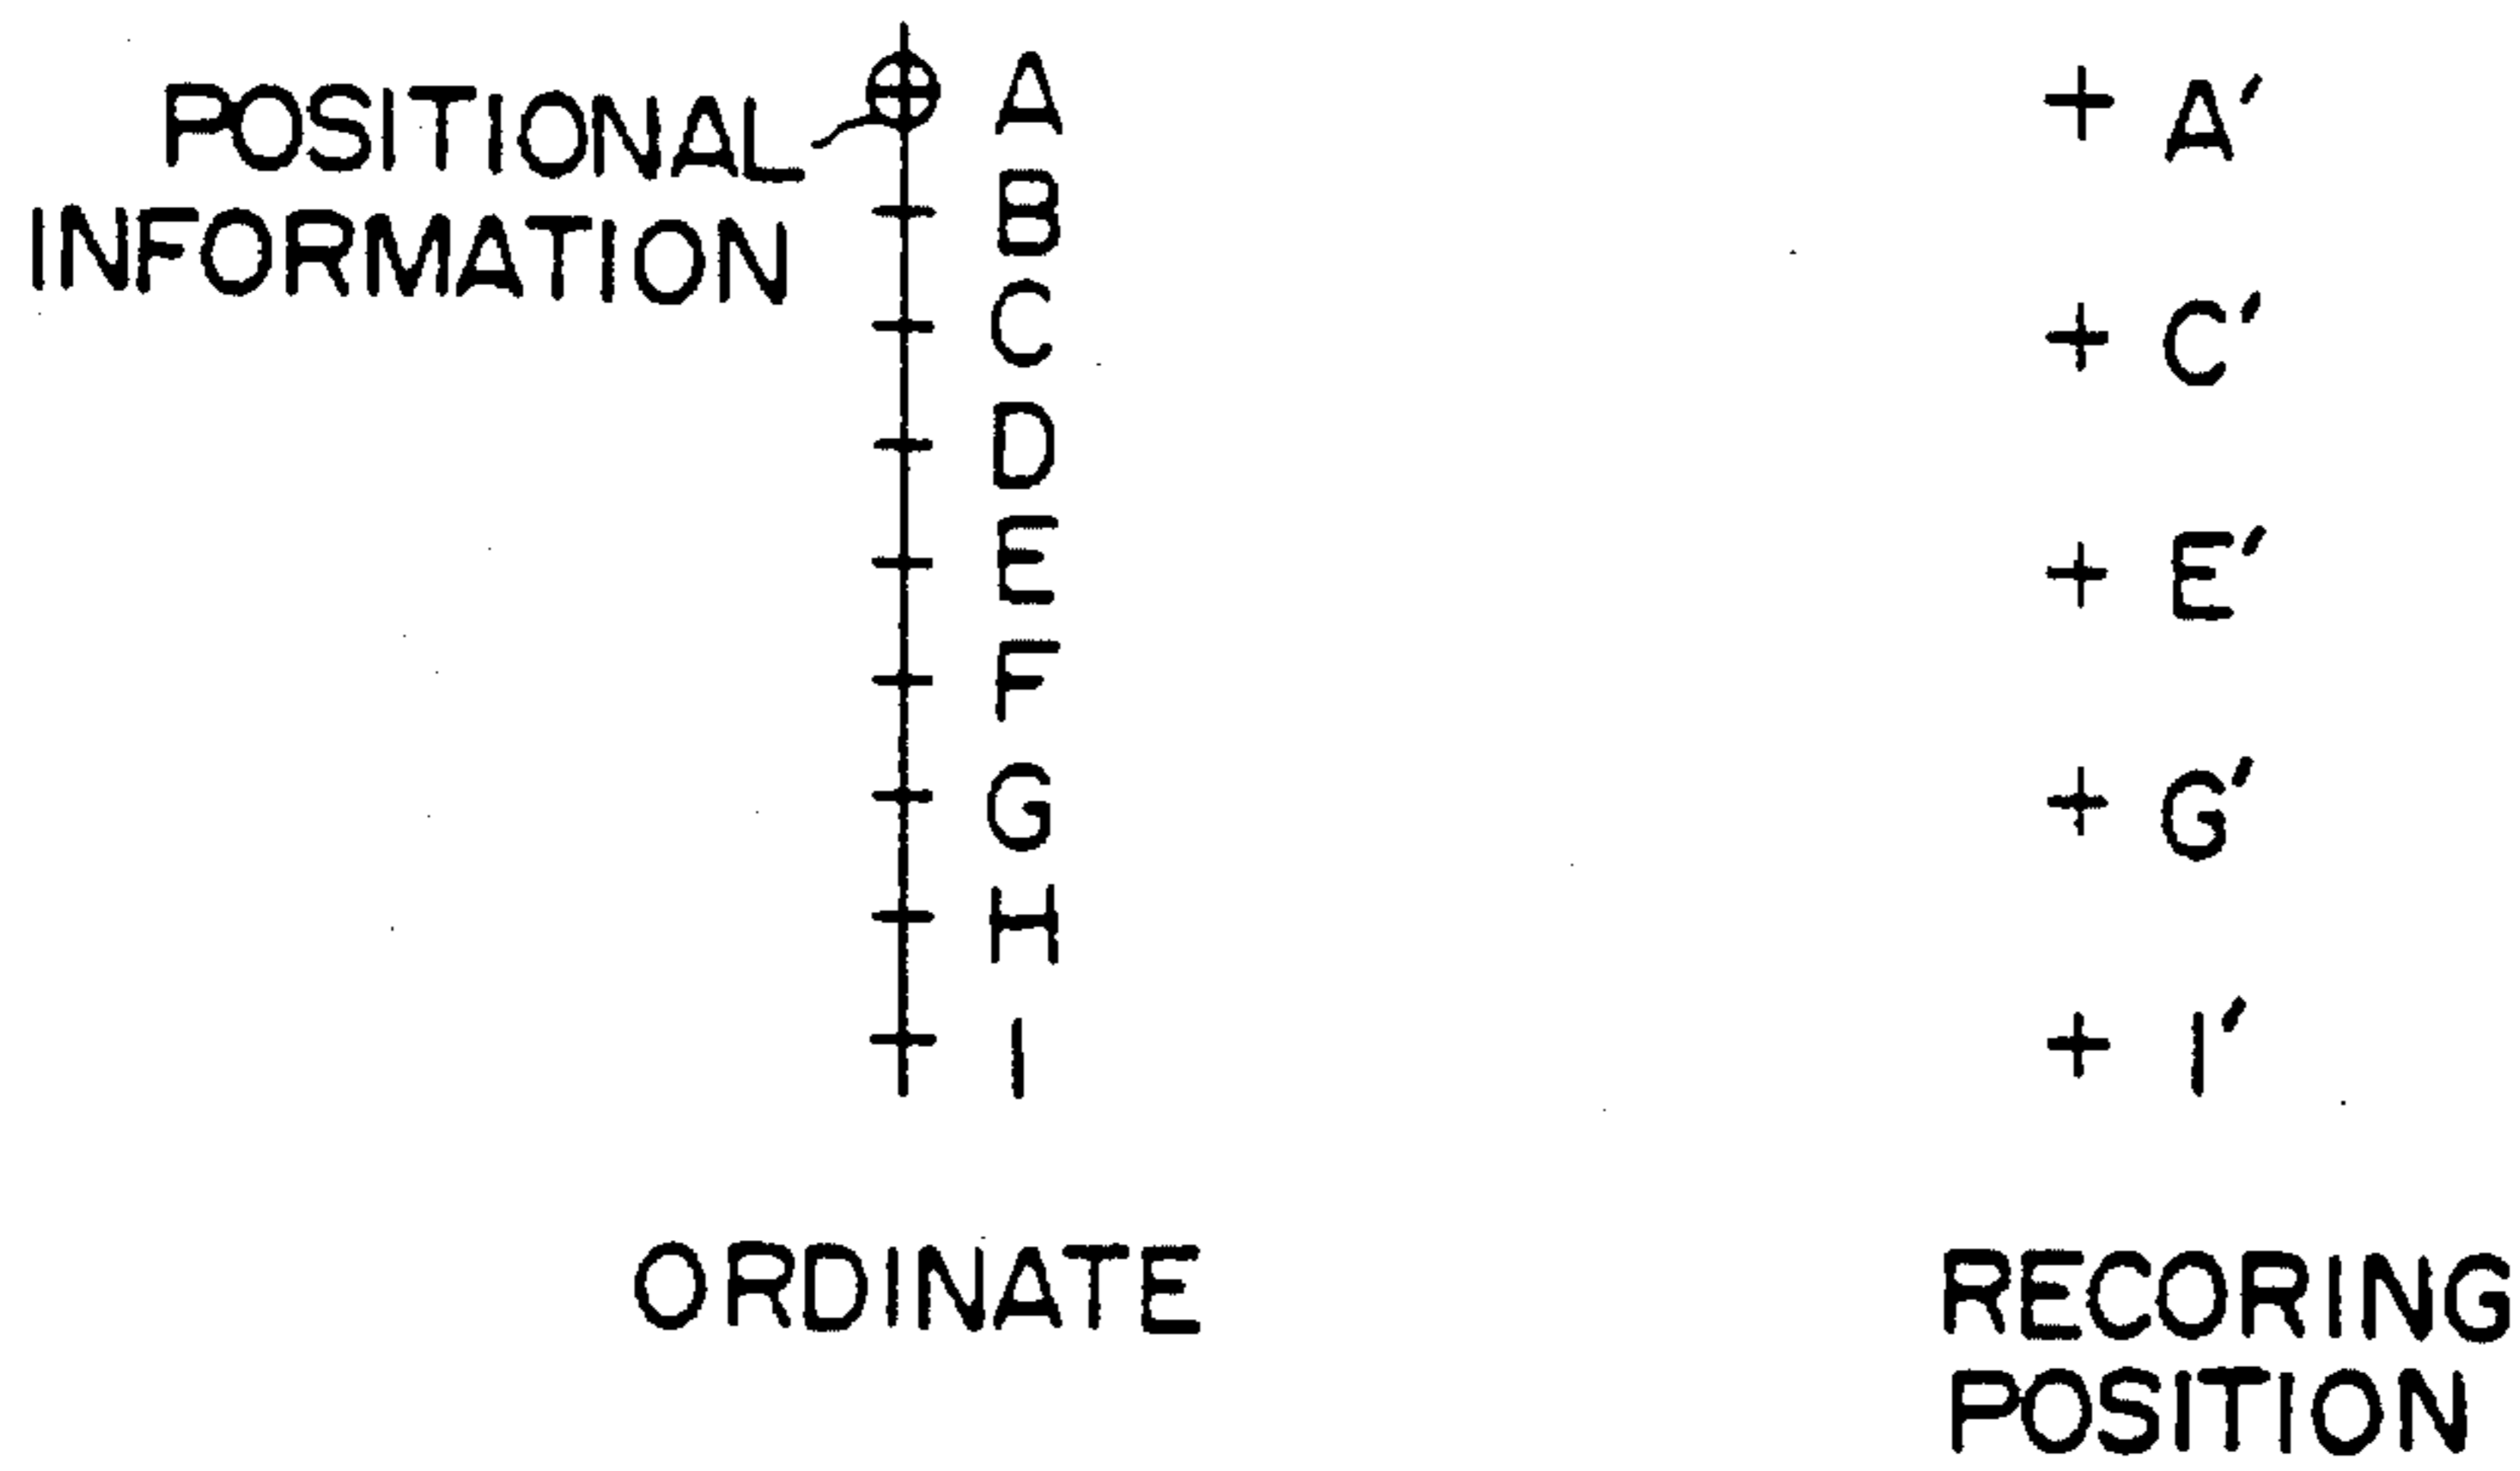 POSITIONAL
INFORMATION
A
B
C
D
E
F
G
H
I
ORDINATE
A′
C′
E′
G′
I′
RECORING
POSITION